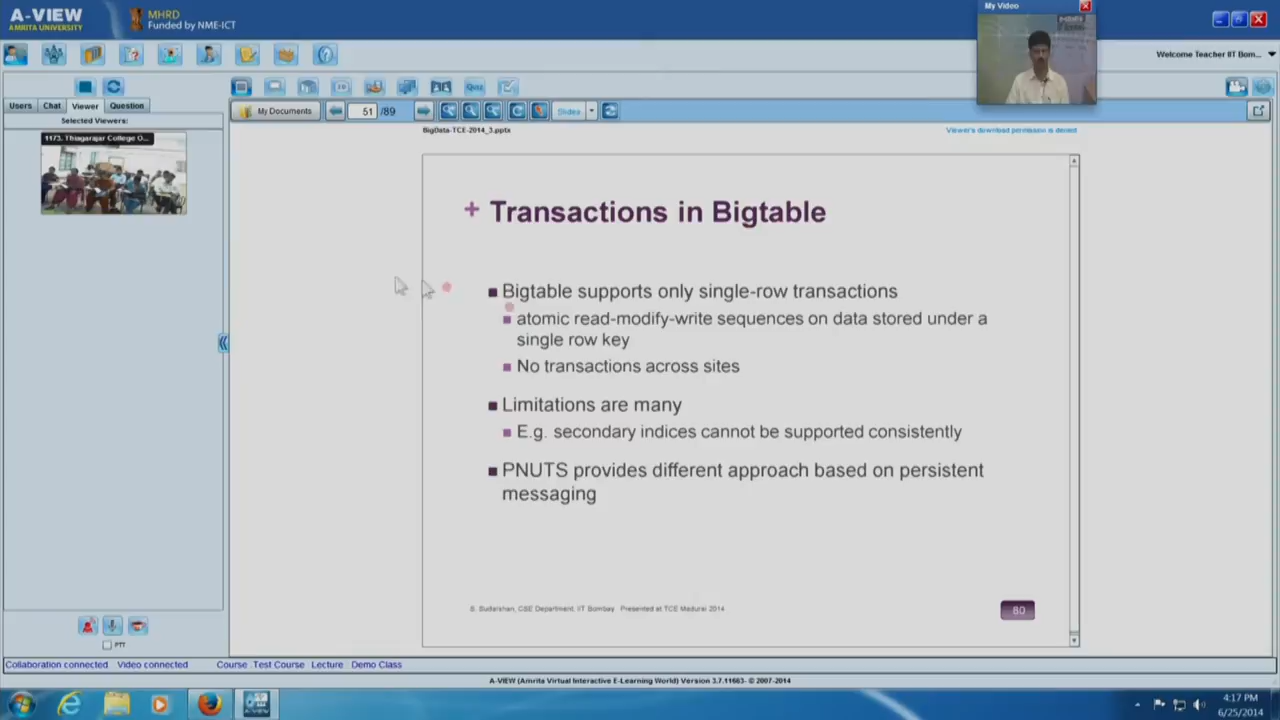 A-VIEW
AMRITA UNIVERSITY
MHRD
Funded by NME-ICT
My Video
Welcome Teacher IIT Bom...
Users Chat Viewer Question
Selected Viewers:
1173. Thiagarajar College O...
My Documents
51 /89
Slides
Quiz
BigData-TCE-2014_3.pptx
Viewer's download permission is denied
+ Transactions in Bigtable
Bigtable supports only single-row transactions
atomic read-modify-write sequences on data stored under a
single row key
No transactions across sites
Limitations are many
E.g. secondary indices cannot be supported consistently
PNUTS provides different approach based on persistent
messaging
S. Sudarshan, CSE Department, IIT Bombay Presented at TCE Madurai 2014
80
PTT
Collaboration connected Video connected Course Test Course Lecture Demo Class
A-VIEW (Amrita Virtual Interactive E-Learning World) Version 3.7.11663- © 2007-2014
4:17 PM
6/25/2014